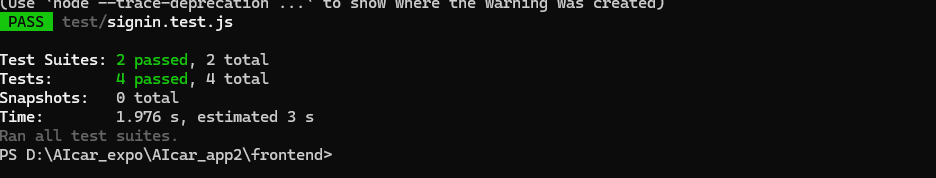 (Use `node --trace-deprecation ...` to show where the warning was created)
PASS test/signin.test.js
Test Suites: 2 passed, 2 total
Tests:       4 passed, 4 total
Snapshots:   0 total
Time:        1.976 s, estimated 3 s
Ran all test suites.
PS D:\AIcar_expo\AIcar_app2\frontend>